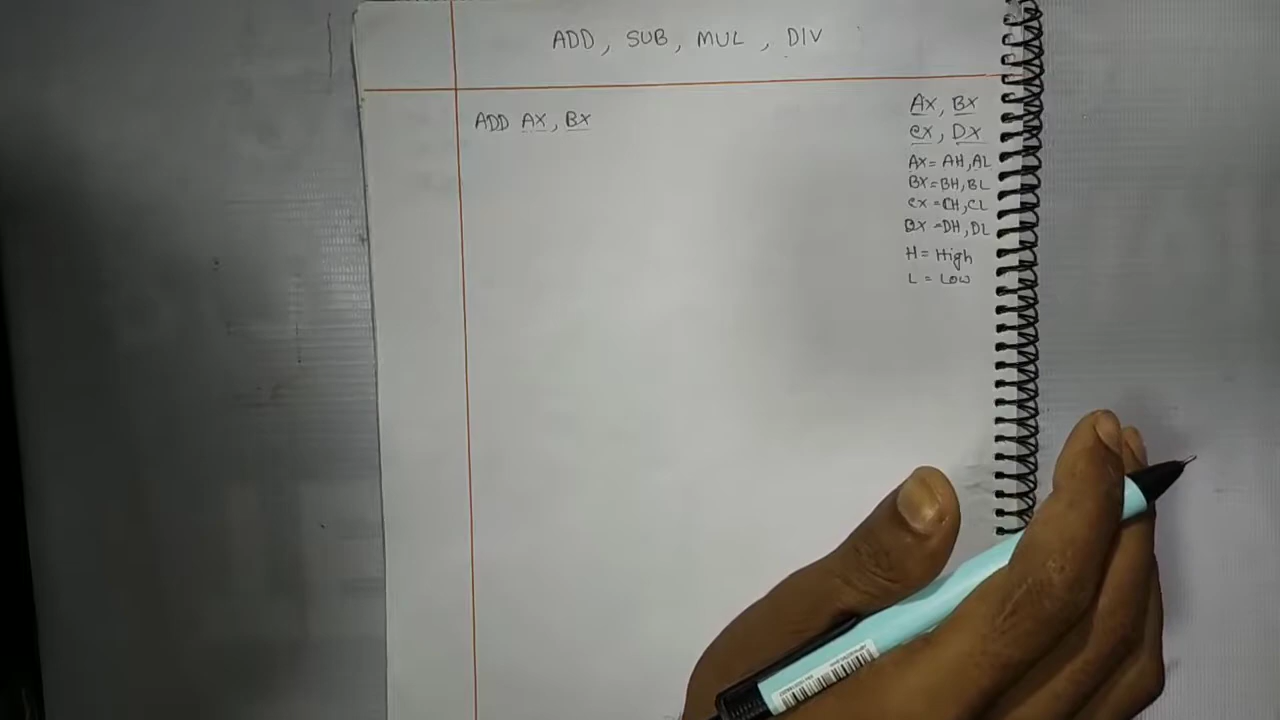 ADD, SUB, MUL, DIV
ADD AX, BX
AX, BX
CX, DX
AX = AH, AL
BX = BH, BL
CX = CH, CL
BX = DH, DL
H = High
L = Low